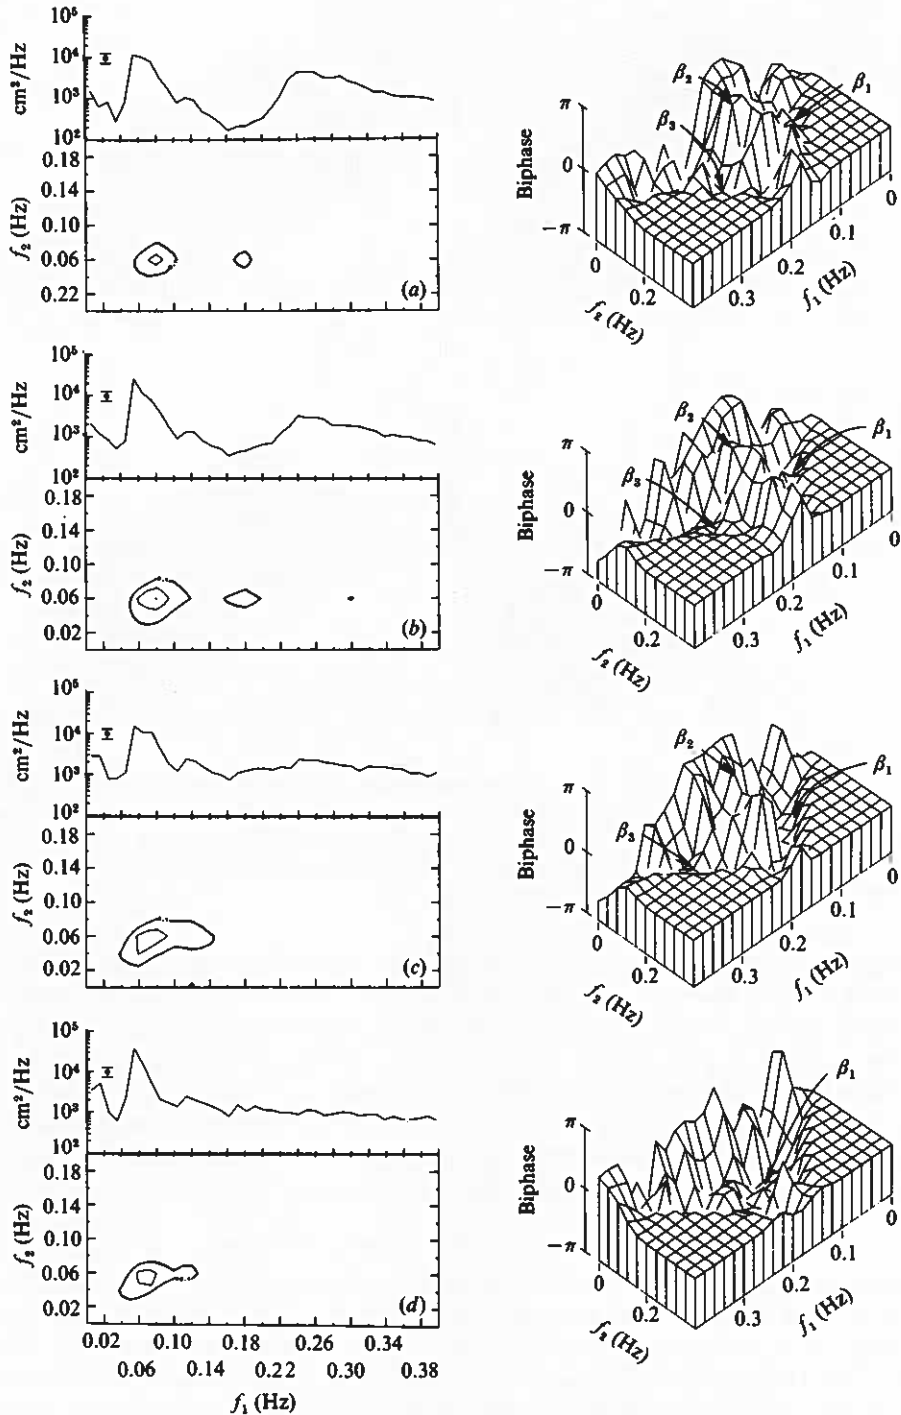 10⁵
10⁴
10³
10²
cm²/Hz
0.18
0.14
0.10
0.06
0.22
f₂ (Hz)
(a)
β₂
β₁
β₃
π
0
−π
Biphase
0
0.2
f₂ (Hz)
0.3
0.2
0.1
0
f₁ (Hz)
10⁵
10⁴
10³
10²
cm²/Hz
0.18
0.14
0.10
0.06
0.02
f₂ (Hz)
(b)
β₂
β₁
β₃
π
0
−π
Biphase
0
0.2
f₂ (Hz)
0.3
0.2
0.1
0
f₁ (Hz)
10⁵
10⁴
10³
10²
cm²/Hz
0.18
0.14
0.10
0.06
0.02
f₂ (Hz)
(c)
β₂
β₁
β₃
π
0
−π
Biphase
0
0.2
f₂ (Hz)
0.3
0.2
0.1
0
f₁ (Hz)
10⁵
10⁴
10³
10²
cm²/Hz
0.18
0.14
0.10
0.06
0.02
f₂ (Hz)
(d)
β₁
π
0
−π
Biphase
0
0.2
f₂ (Hz)
0.3
0.2
0.1
0
f₁ (Hz)
0.02 0.10 0.18 0.26 0.34
0.06 0.14 0.22 0.30 0.38
f₁ (Hz)